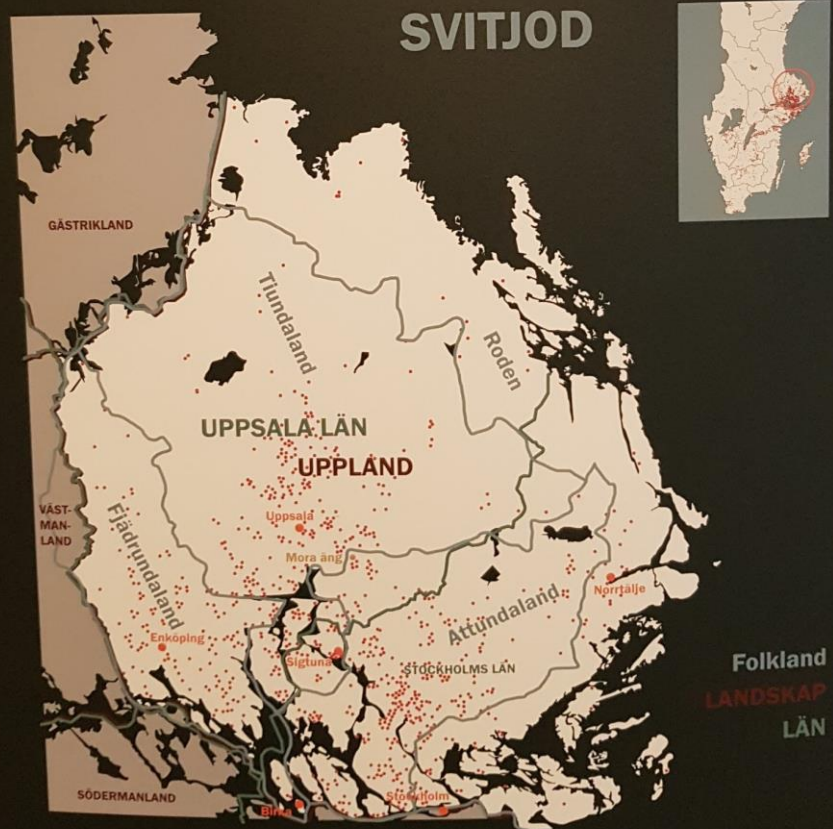 SVITJOD
GÄSTRIKLAND
Tiundaland
Roden
UPPSALA LÄN
UPPLAND
VÄST-
MAN-
LAND
Fjädrundaland
Uppsala
Mora äng
Attundaland
Norrtälje
Enköping
Sigtuna
STOCKHOLMS LÄN
Folkland
LANDSKAP
LÄN
SÖDERMANLAND
Birka
Stockholm